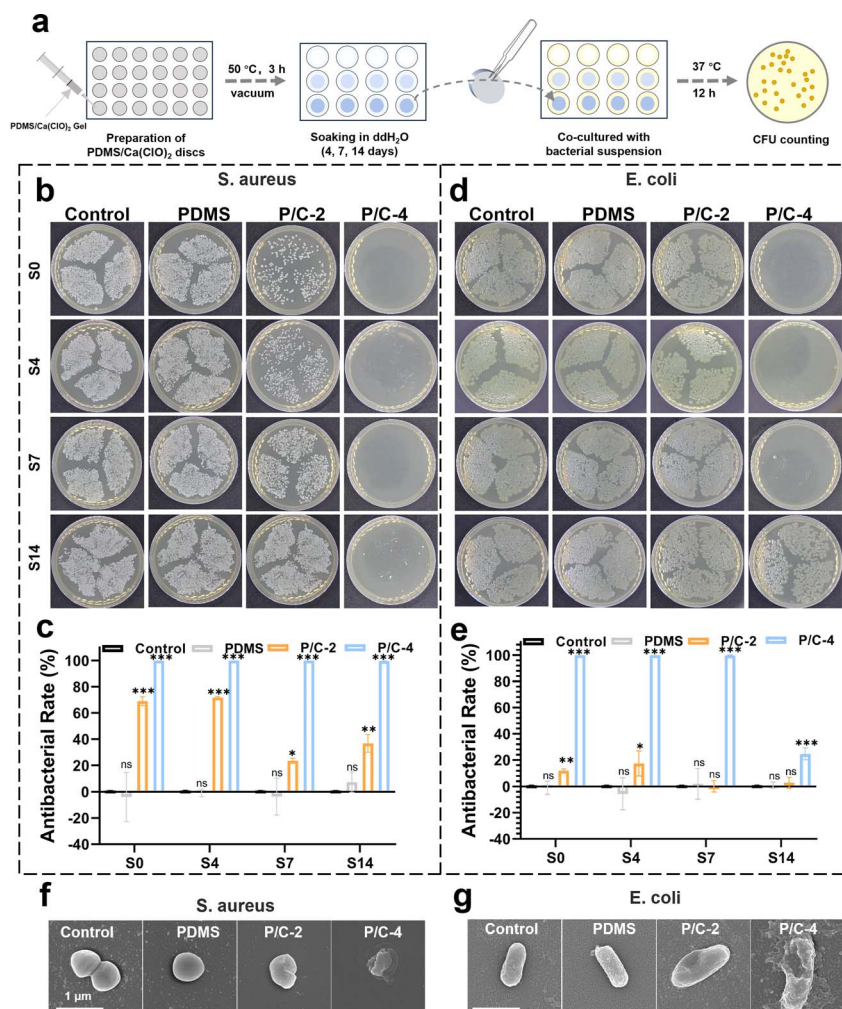 a
PDMS/Ca(ClO)₂ Gel
50 °C, 3 h
vacuum
37 °C
12 h
Preparation of
PDMS/Ca(ClO)₂ discs
Soaking in ddH₂O
(4, 7, 14 days)
Co-cultured with
bacterial suspension
CFU counting
b
S. aureus
Control PDMS P/C-2 P/C-4
S0
S4
S7
S14
d
E. coli
Control PDMS P/C-2 P/C-4
c
Control PDMS P/C-2 P/C-4
Antibacterial Rate (%)
100
80
60
40
20
0
-20
-40
ns *** ***
ns *** ***
ns * ***
ns ** ***
S0 S4 S7 S14
e
Control PDMS P/C-2 P/C-4
Antibacterial Rate (%)
100
80
60
40
20
0
-20
-40
ns ** ***
ns * ***
ns ns ***
ns ns ***
S0 S4 S7 S14
f
S. aureus
Control PDMS P/C-2 P/C-4
1 μm
g
E. coli
Control PDMS P/C-2 P/C-4